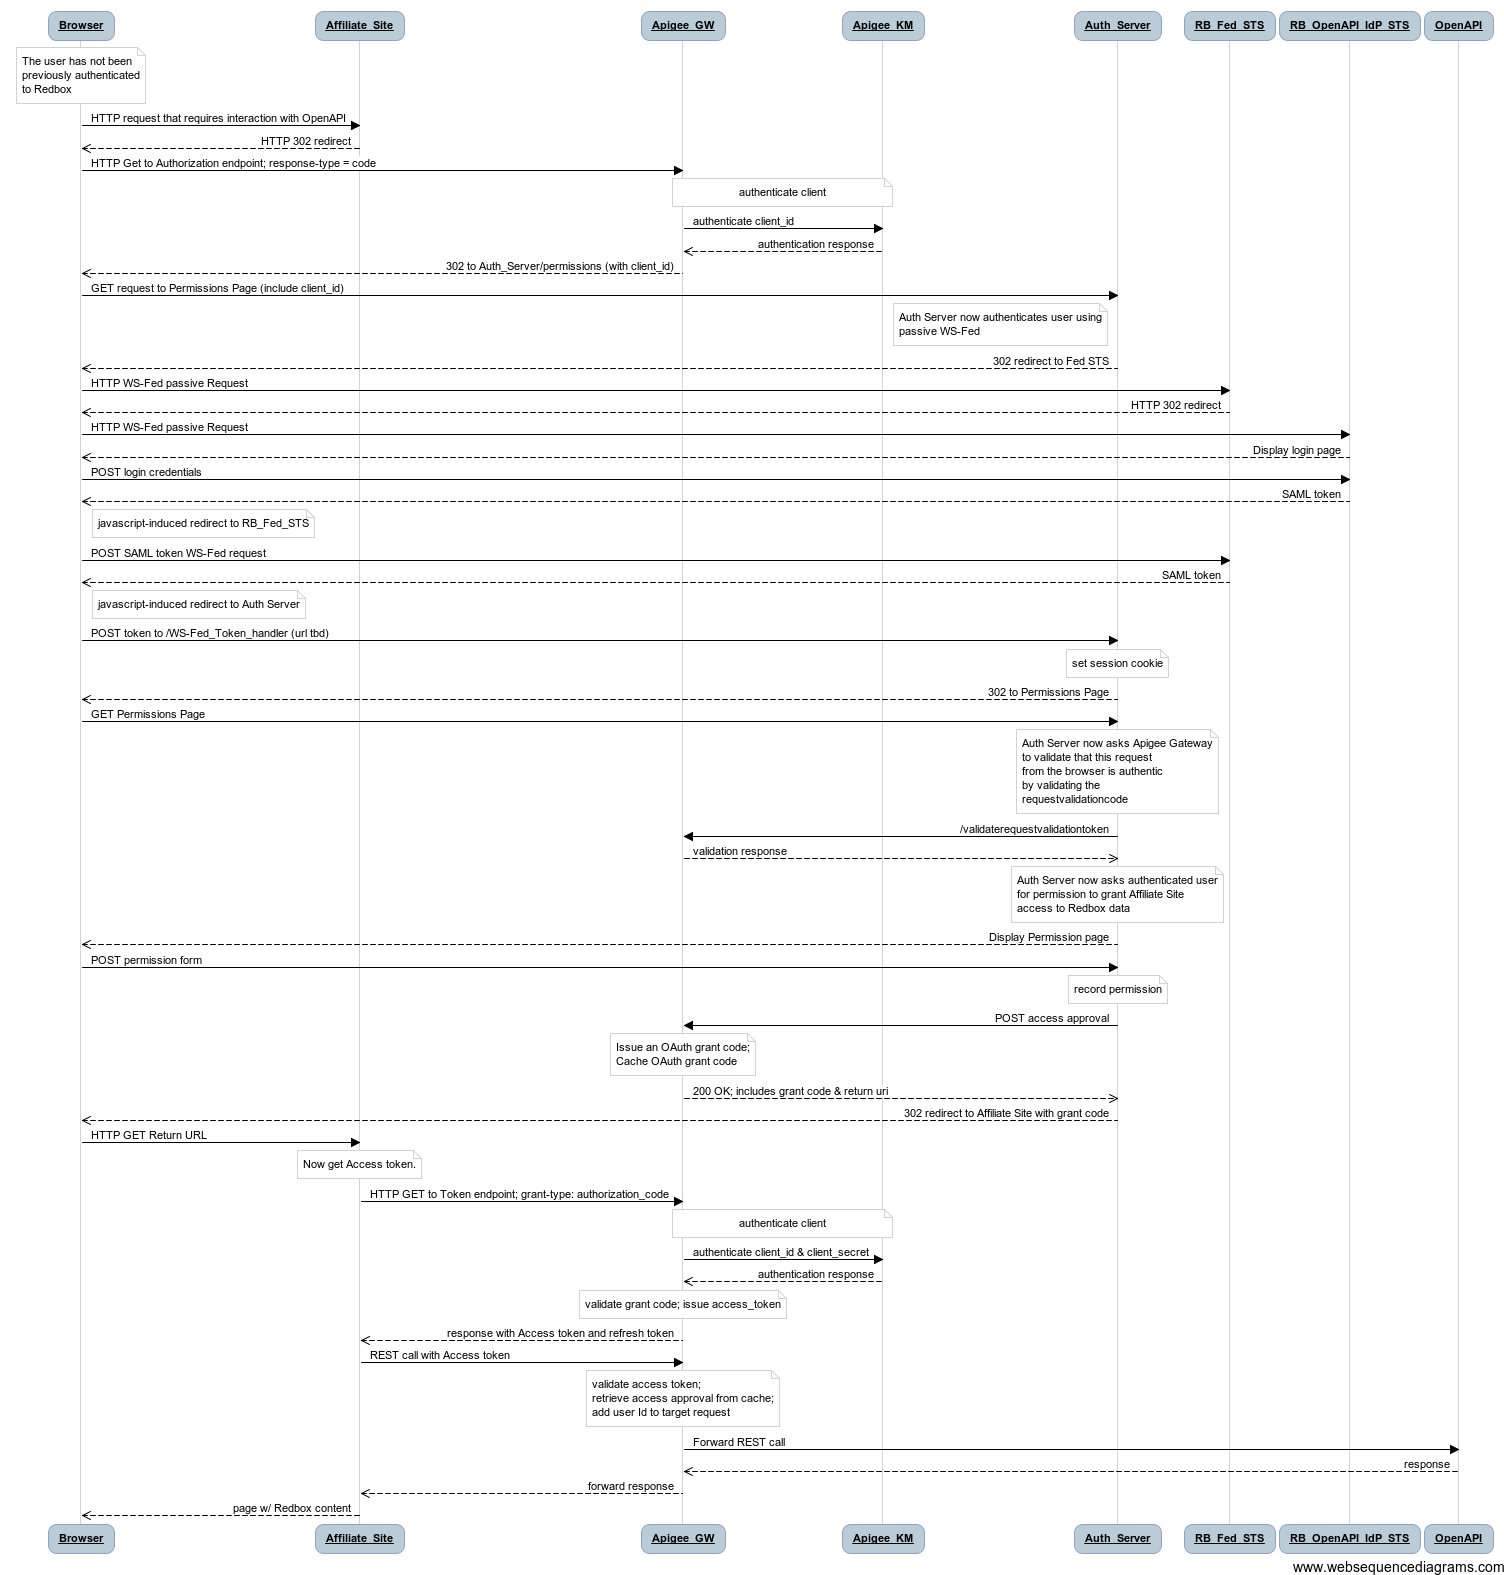 Browser
Affiliate_Site
Apigee_GW
Apigee_KM
Auth_Server
RB_Fed_STS
RB_OpenAPI_IdP_STS
OpenAPI
The user has not been
previously authenticated
to Redbox
HTTP request that requires interaction with OpenAPI
HTTP 302 redirect
HTTP Get to Authorization endpoint; response-type = code
authenticate client
authenticate client_id
authentication response
302 to Auth_Server/permissions (with client_id)
GET request to Permissions Page (include client_id)
Auth Server now authenticates user using
passive WS-Fed
302 redirect to Fed STS
HTTP WS-Fed passive Request
HTTP 302 redirect
HTTP WS-Fed passive Request
Display login page
POST login credentials
SAML token
javascript-induced redirect to RB_Fed_STS
POST SAML token WS-Fed request
SAML token
javascript-induced redirect to Auth Server
POST token to /WS-Fed_Token_handler (url tbd)
set session cookie
302 to Permissions Page
GET Permissions Page
Auth Server now asks Apigee Gateway
to validate that this request
from the browser is authentic
by validating the
requestvalidationcode
/validaterequestvalidationtoken
validation response
Auth Server now asks authenticated user
for permission to grant Affiliate Site
access to Redbox data
Display Permission page
POST permission form
record permission
POST access approval
Issue an OAuth grant code;
Cache OAuth grant code
200 OK; includes grant code & return uri
302 redirect to Affiliate Site with grant code
HTTP GET Return URL
Now get Access token.
HTTP GET to Token endpoint; grant-type: authorization_code
authenticate client
authenticate client_id & client_secret
authentication response
validate grant code; issue access_token
response with Access token and refresh token
REST call with Access token
validate access token;
retrieve access approval from cache;
add user Id to target request
Forward REST call
response
forward response
page w/ Redbox content
Browser
Affiliate_Site
Apigee_GW
Apigee_KM
Auth_Server
RB_Fed_STS
RB_OpenAPI_IdP_STS
OpenAPI
www.websequencediagrams.com